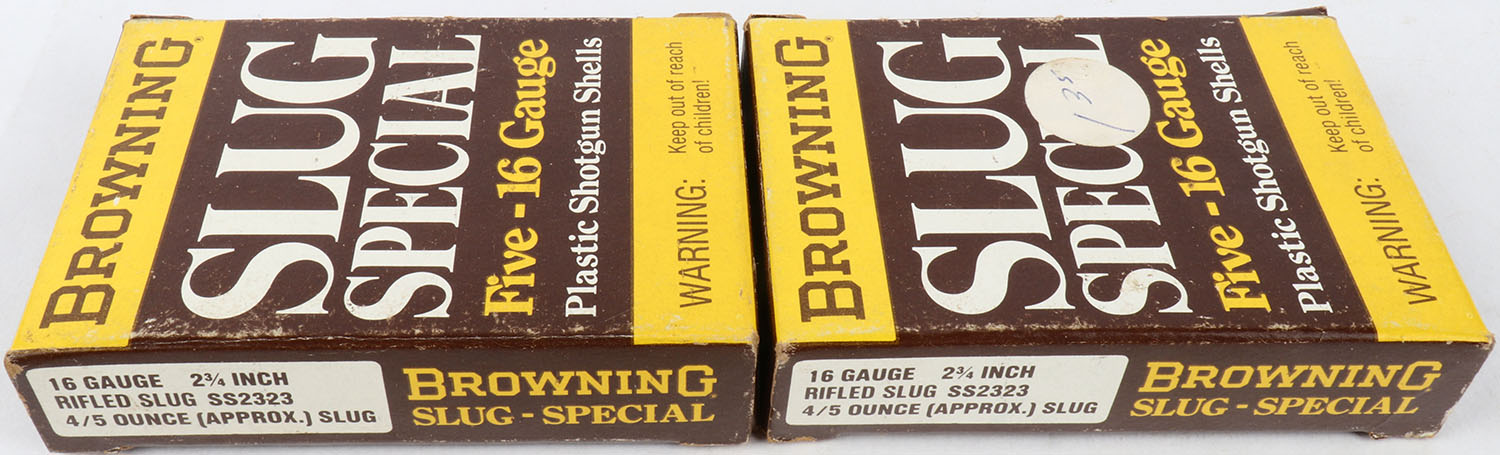 BROWNING
SLUG
SPECIAL
Five - 16 Gauge
Plastic Shotgun Shells
WARNING: Keep out of reach
of children!
16 GAUGE 2¾ INCH
RIFLED SLUG SS2323
4/5 OUNCE (APPROX.) SLUG
BROWNING
SLUG - SPECIAL
BROWNING
SLUG
SPECIAL
Five - 16 Gauge
Plastic Shotgun Shells
WARNING: Keep out of reach
of children!
16 GAUGE 2¾ INCH
RIFLED SLUG SS2323
4/5 OUNCE (APPROX.) SLUG
BROWNING
SLUG - SPECIAL